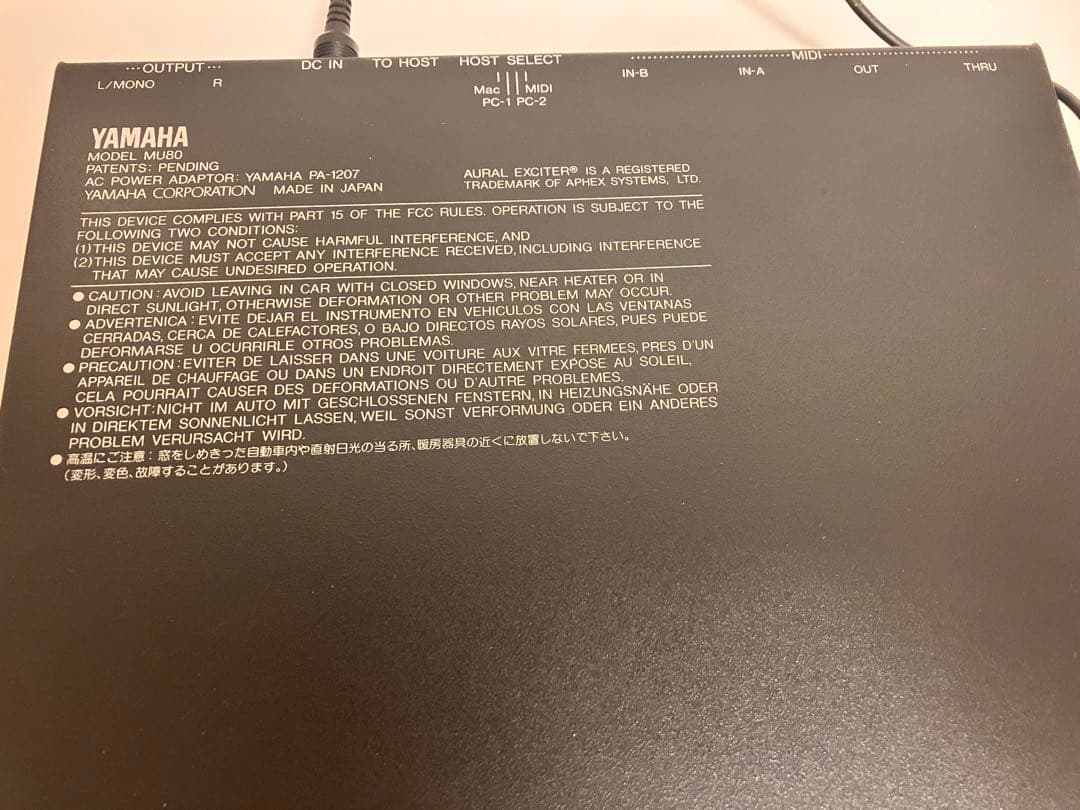 OUTPUT
L/MONO R
DC IN
TO HOST
HOST SELECT
Mac MIDI
PC-1 PC-2
MIDI
IN-B IN-A OUT THRU
YAMAHA
MODEL MU80
PATENTS: PENDING
AC POWER ADAPTOR: YAMAHA PA-1207
YAMAHA CORPORATION MADE IN JAPAN
AURAL EXCITER® IS A REGISTERED
TRADEMARK OF APHEX SYSTEMS, LTD.
THIS DEVICE COMPLIES WITH PART 15 OF THE FCC RULES. OPERATION IS SUBJECT TO THE
FOLLOWING TWO CONDITIONS:
(1) THIS DEVICE MAY NOT CAUSE HARMFUL INTERFERENCE, AND
(2) THIS DEVICE MUST ACCEPT ANY INTERFERENCE RECEIVED, INCLUDING INTERFERENCE
THAT MAY CAUSE UNDESIRED OPERATION.
● CAUTION : AVOID LEAVING IN CAR WITH CLOSED WINDOWS, NEAR HEATER OR IN
DIRECT SUNLIGHT, OTHERWISE DEFORMATION OR OTHER PROBLEM MAY OCCUR.
● ADVERTENICA : EVITE DEJAR EL INSTRUMENTO EN VEHICULOS CON LAS VENTANAS
CERRADAS, CERCA DE CALEFACTORES, O BAJO DIRECTOS RAYOS SOLARES, PUES PUEDE
DEFORMARSE U OCURRIRLE OTROS PROBLEMAS.
● PRECAUTION : EVITER DE LAISSER DANS UNE VOITURE AUX VITRE FERMEES, PRES D'UN
APPAREIL DE CHAUFFAGE OU DANS UN ENDROIT DIRECTEMENT EXPOSE AU SOLEIL,
CELA POURRAIT CAUSER DES DEFORMATIONS OU D'AUTRE PROBLEMES.
● VORSICHT : NICHT IM AUTO MIT GESCHLOSSENEN FENSTERN, IN HEIZUNGSNÄHE ODER
IN DIREKTEM SONNENLICHT LASSEN, WEIL SONST VERFORMUNG ODER EIN ANDERES
PROBLEM VERURSACHT WIRD.
● 高温にご注意 : 窓をしめきった自動車内や直射日光の当る所、暖房器具の近くに放置しないで下さい。
(変形、変色、故障することがあります。)